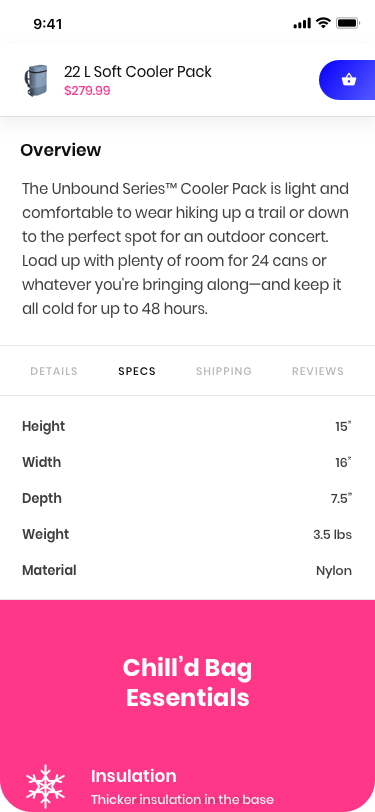 9:41
22 L Soft Cooler Pack
$279.99
Overview
The Unbound Series™ Cooler Pack is light and
comfortable to wear hiking up a trail or down
to the perfect spot for an outdoor concert.
Load up with plenty of room for 24 cans or
whatever you're bringing along—and keep it
all cold for up to 48 hours.
DETAILS SPECS SHIPPING REVIEWS
Height 15"
Width 16"
Depth 7.5"
Weight 3.5 lbs
Material Nylon
Chill'd Bag
Essentials
Insulation
Thicker insulation in the base